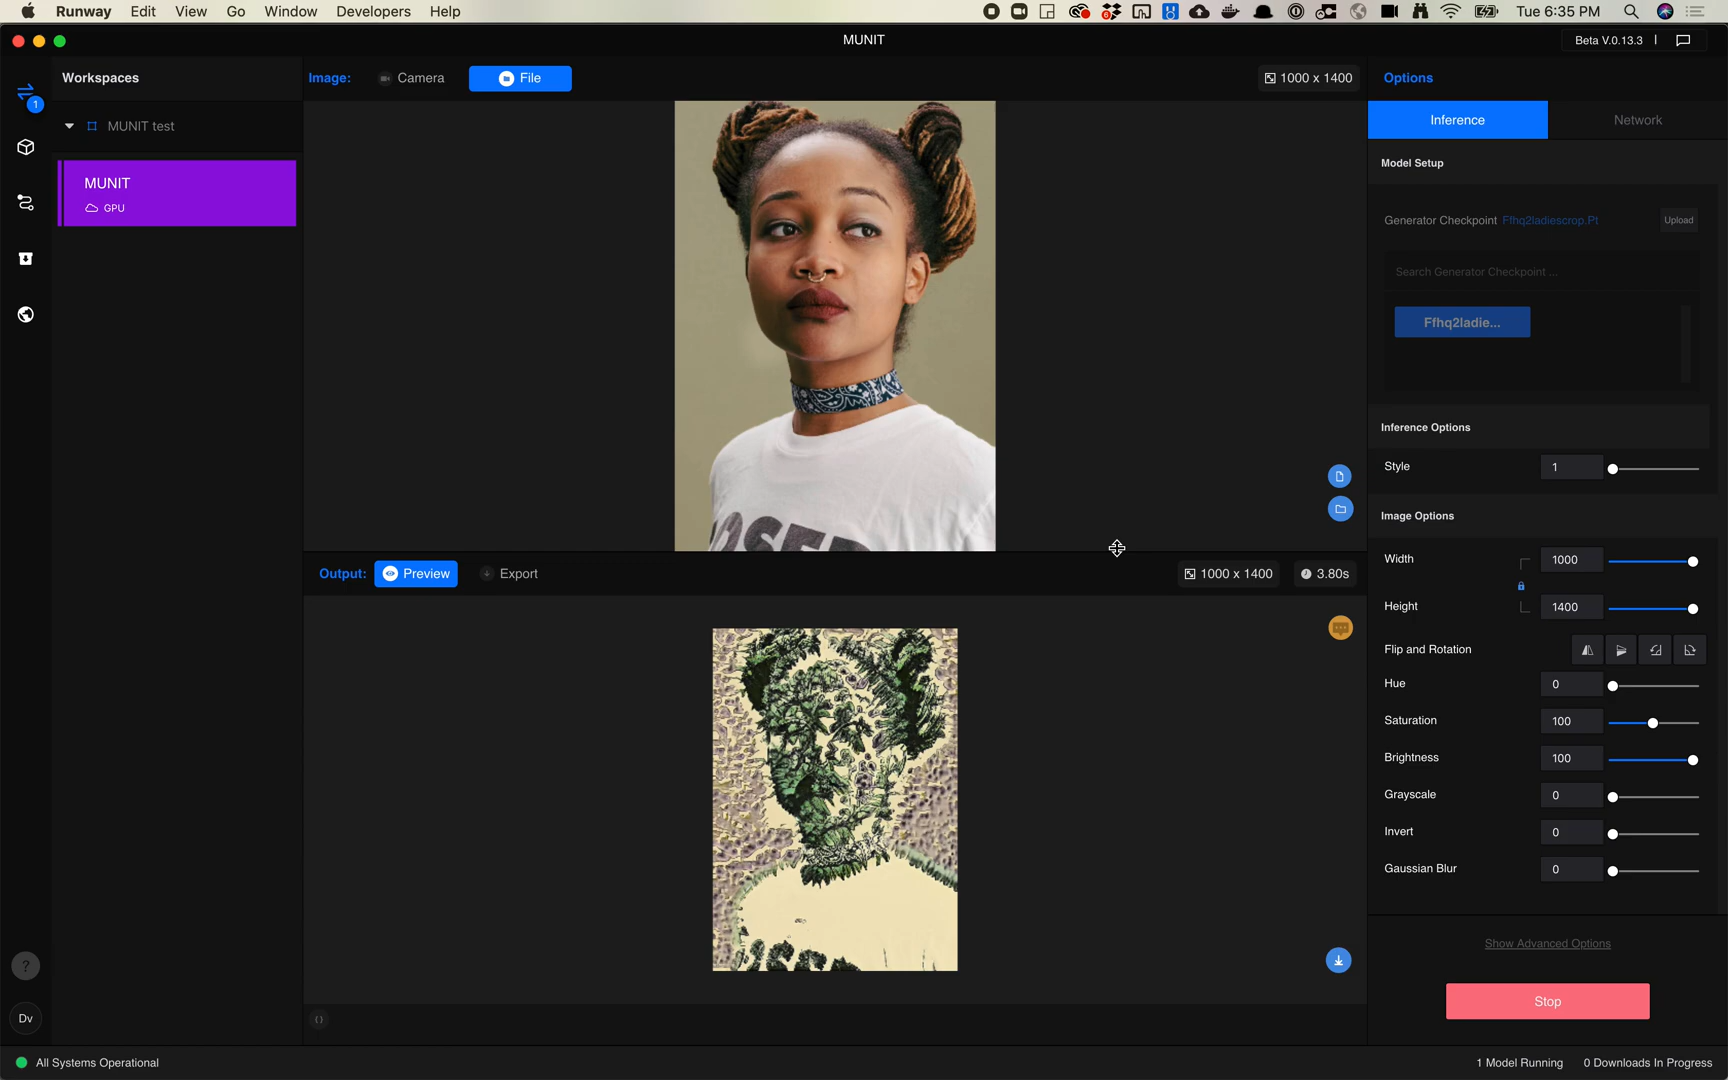 Runway Edit View Go Window Developers Help
Tue 6:35 PM
MUNIT
Beta V.0.13.3
Workspaces
1
MUNIT test
MUNIT
GPU
Image: Camera File
1000 x 1400
Options
Inference Network
Model Setup
Generator Checkpoint Ffhq2ladiescrop.Pt Upload
Search Generator Checkpoint ...
Ffhq2ladie...
Inference Options
Style 1
Image Options
Width 1000
Height 1400
Flip and Rotation
Hue 0
Saturation 100
Brightness 100
Grayscale 0
Invert 0
Gaussian Blur 0
Show Advanced Options
Stop
Output: Preview Export
1000 x 1400
3.80s
?
Dv
All Systems Operational
1 Model Running 0 Downloads In Progress